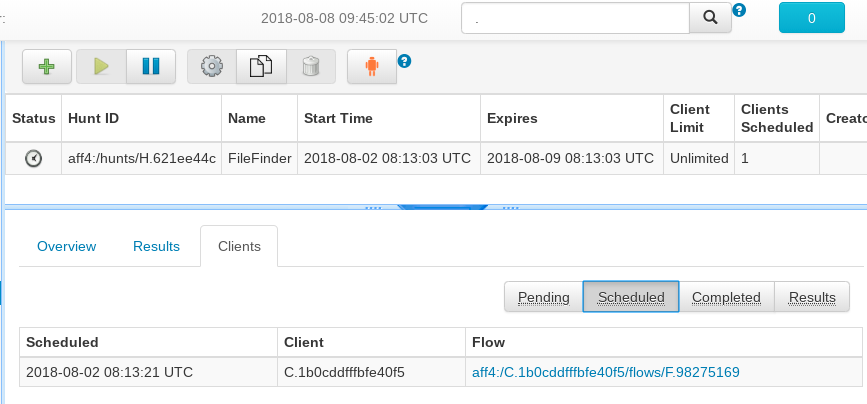 r:
2018-08-08 09:45:02 UTC
.
?
0
?
Status Hunt ID Name Start Time Expires Client Limit Clients Scheduled Creato
aff4:/hunts/H.621ee44c FileFinder 2018-08-02 08:13:03 UTC 2018-08-09 08:13:03 UTC Unlimited 1
Overview Results Clients
Pending Scheduled Completed Results
Scheduled Client Flow
2018-08-02 08:13:21 UTC C.1b0cddfffbfe40f5 aff4:/C.1b0cddfffbfe40f5/flows/F.98275169